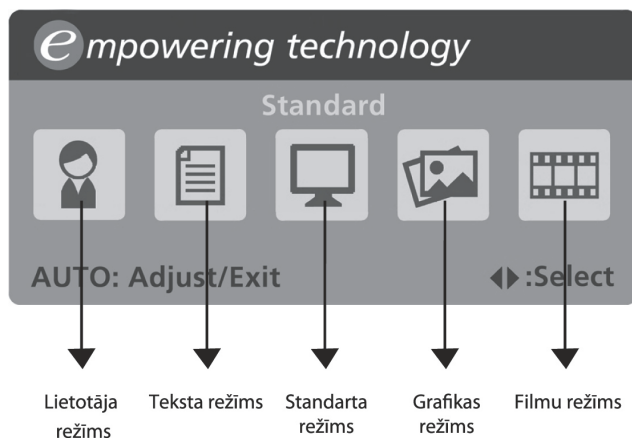 empowering technology
Standard
AUTO: Adjust/Exit
:Select
Lietotāja
režīms
Teksta režīms
Standarta
režīms
Grafikas
režīms
Filmu režīms